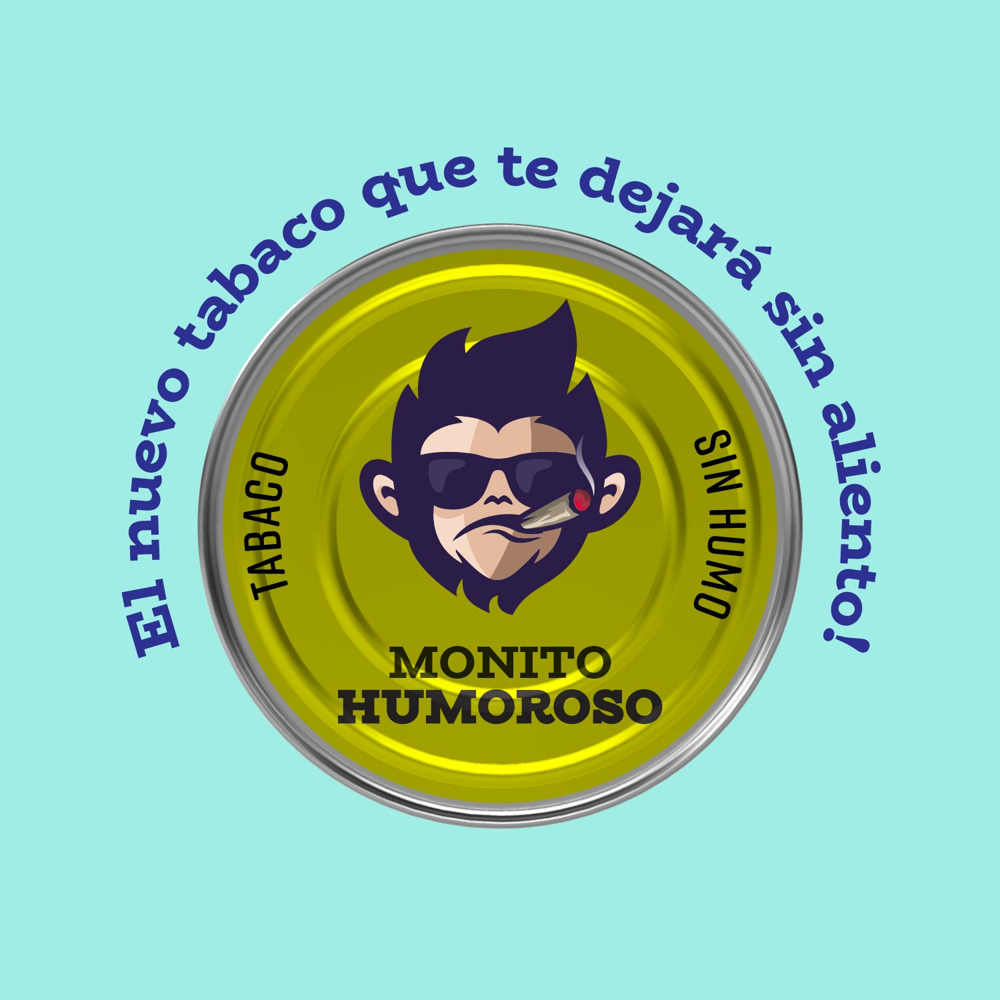 El nuevo tabaco que te dejará sin aliento!
TABACO
SIN HUMO
MONITO
HUMOROSO